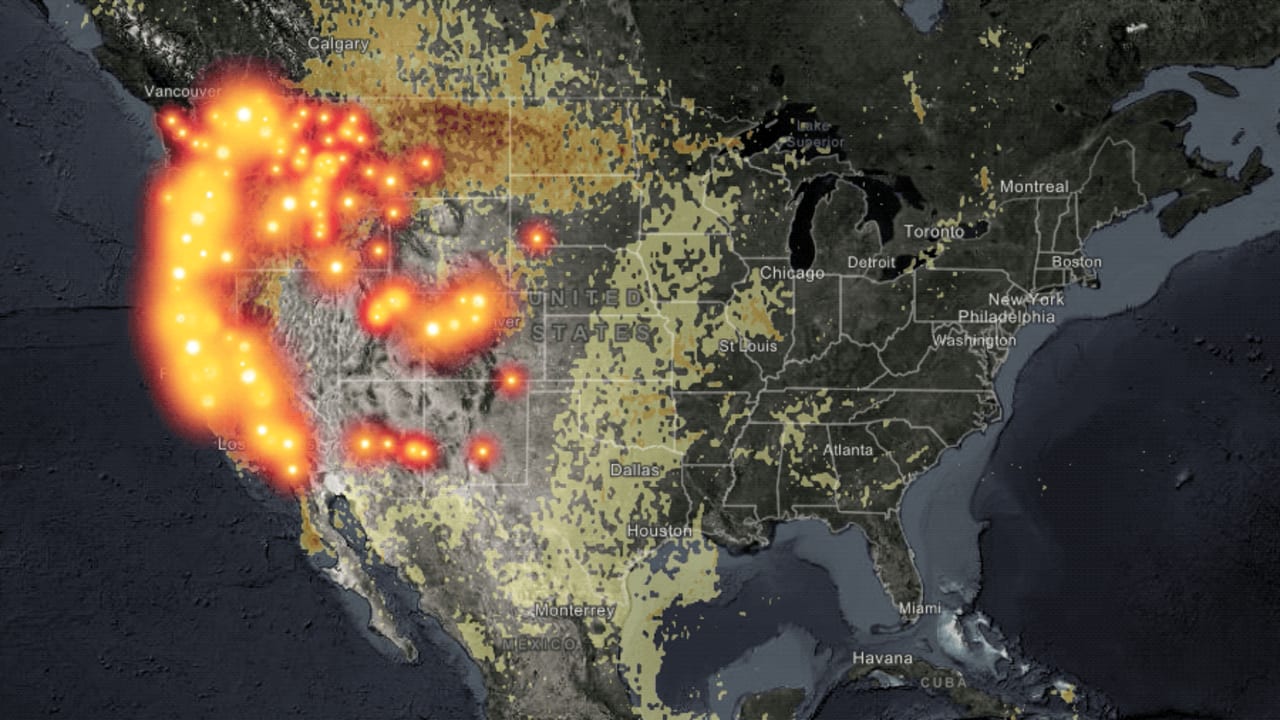 Calgary
Vancouver
Lake
Superior
Montreal
Toronto
Boston
Detroit
Chicago
New York
UNITED
Philadelphia
STATES
Washington
St Louis
Los
Atlanta
Dallas
Houston
Monterrey
Miami
MEXICO
Havana
CUBA